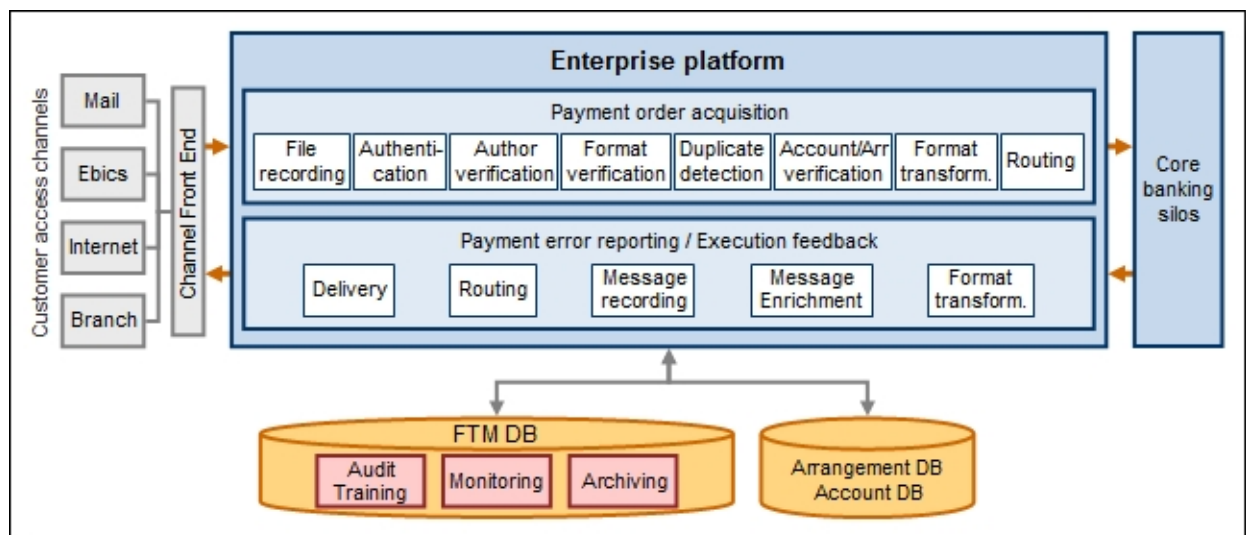 Enterprise platform
Customer access channels
Mail
Ebics
Internet
Branch
Channel Front End
Payment order acquisition
File
recording
Authenti-
cation
Author
verification
Format
verification
Duplicate
detection
Account/Arr
verification
Format
transform.
Routing
Payment error reporting / Execution feedback
Delivery
Routing
Message
recording
Message
Enrichment
Format
transform.
Core
banking
silos
FTM DB
Audit
Training
Monitoring
Archiving
Arrangement DB
Account DB